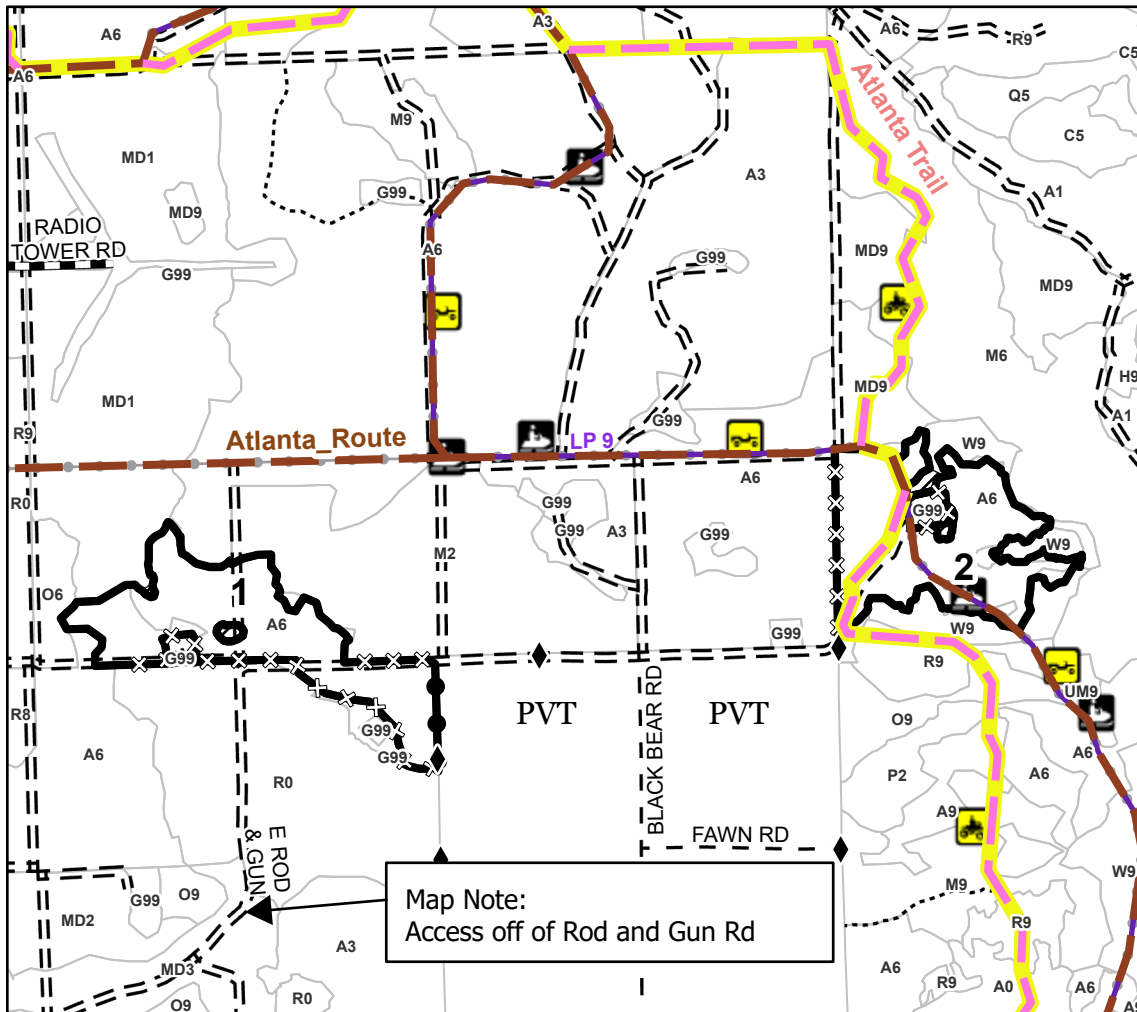 A6
A3
A6
R9
C5
A6
Q5
C5
Atlanta Trail
M9
MD1
A3
G99
A1
MD9
RADIO
TOWER RD
A6
MD9
G99
G99
MD9
M6
H9
MD1
MD9
A1
R9
Atlanta_Route
LP 9
W9
A6
A6
R0
G99
G99
A3
G99
G99
W9
M2
2
O6
1
A6
W9
G99
G99
R9
R8
PVT
PVT
UM9
A6
G99
G99
O9
A6
R0
P2
A6
BLACK BEAR RD
A9
FAWN RD
E ROD
& GUN
W9
Map Note:
Access off of Rod and Gun Rd
M9
O9
G99
MD2
R9
A3
MD3
A6
R9
A0
A6
R0
O9